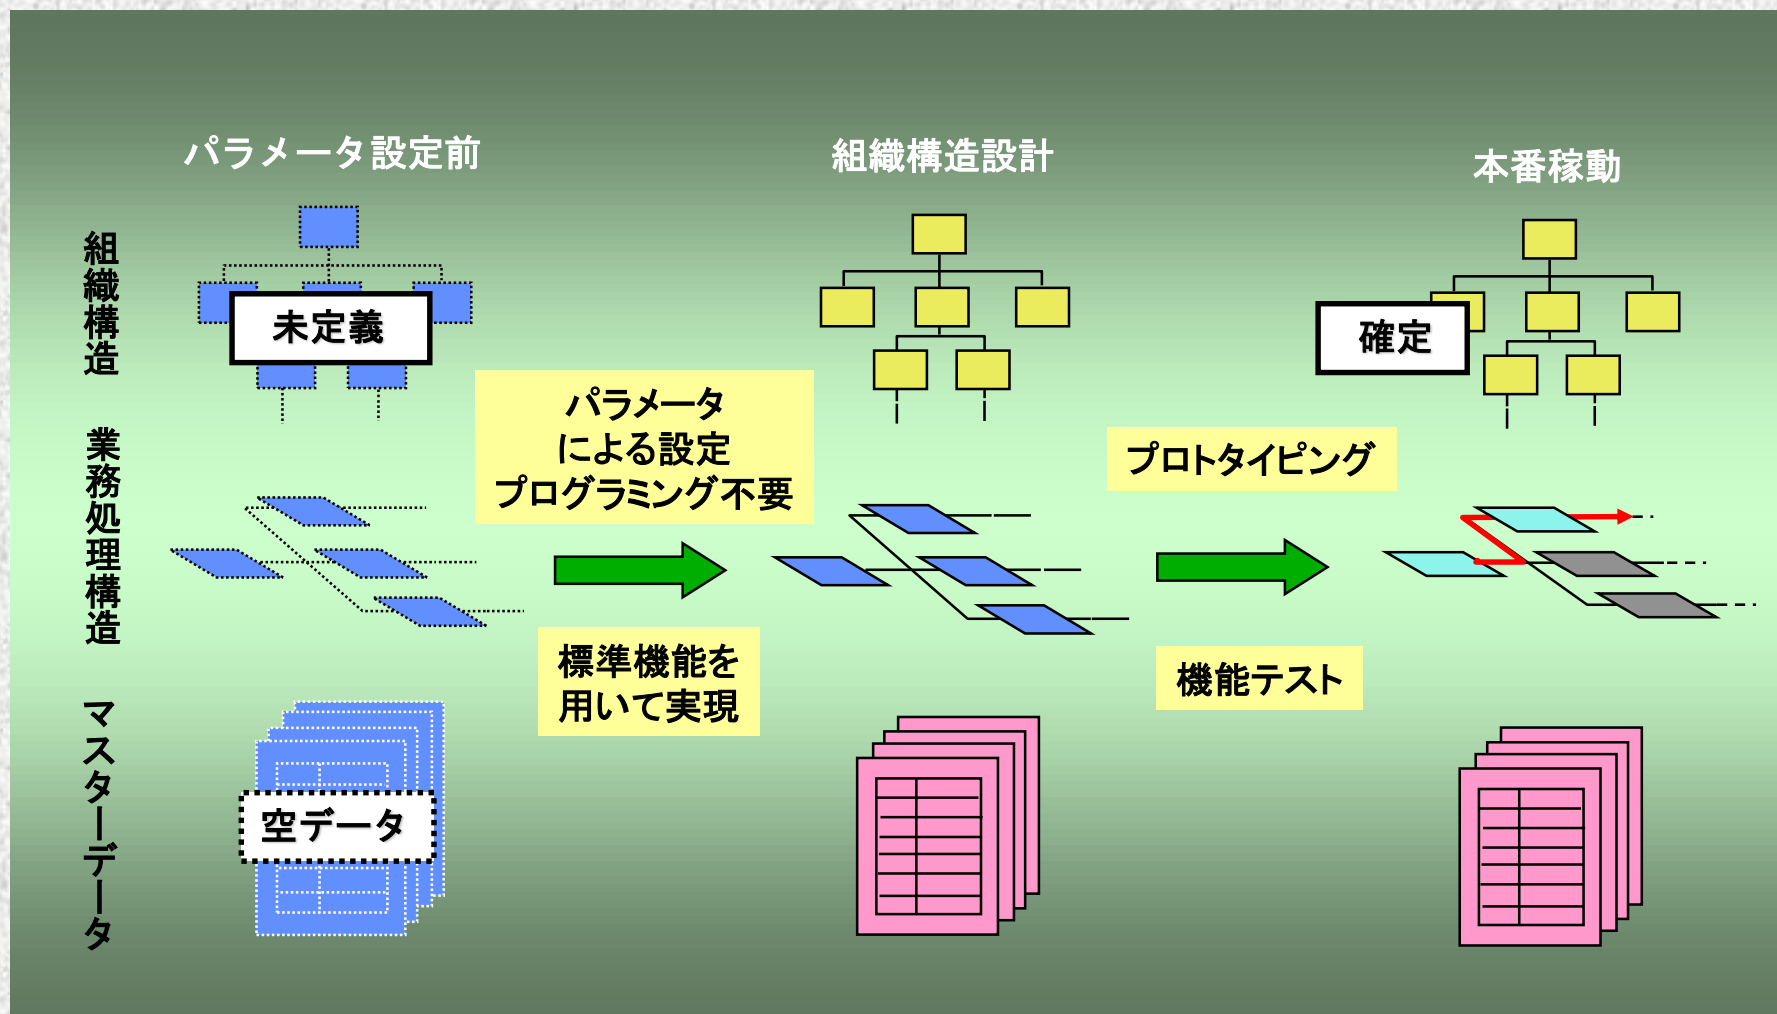 パラメータ設定前
組織構造設計
本番稼動
組織構造
未定義
確定
パラメータ
による設定
プログラミング不要
プロトタイピング
業務処理構造
標準機能を
用いて実現
機能テスト
マスターデータ
空データ